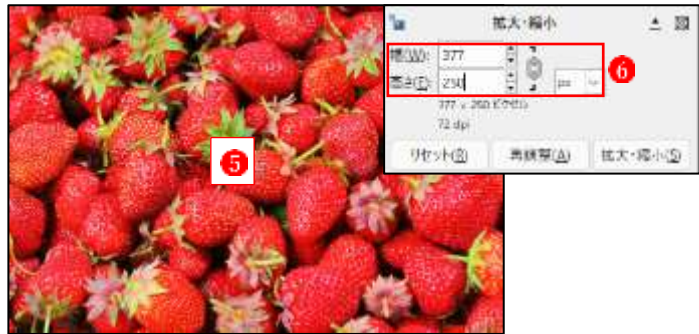 拡大・縮小
幅(W): 377
高さ(E): 250 px
377 × 250 ピクセル
72 dpi
リセット(R) 再調整(A) 拡大・縮小(S)
5
6